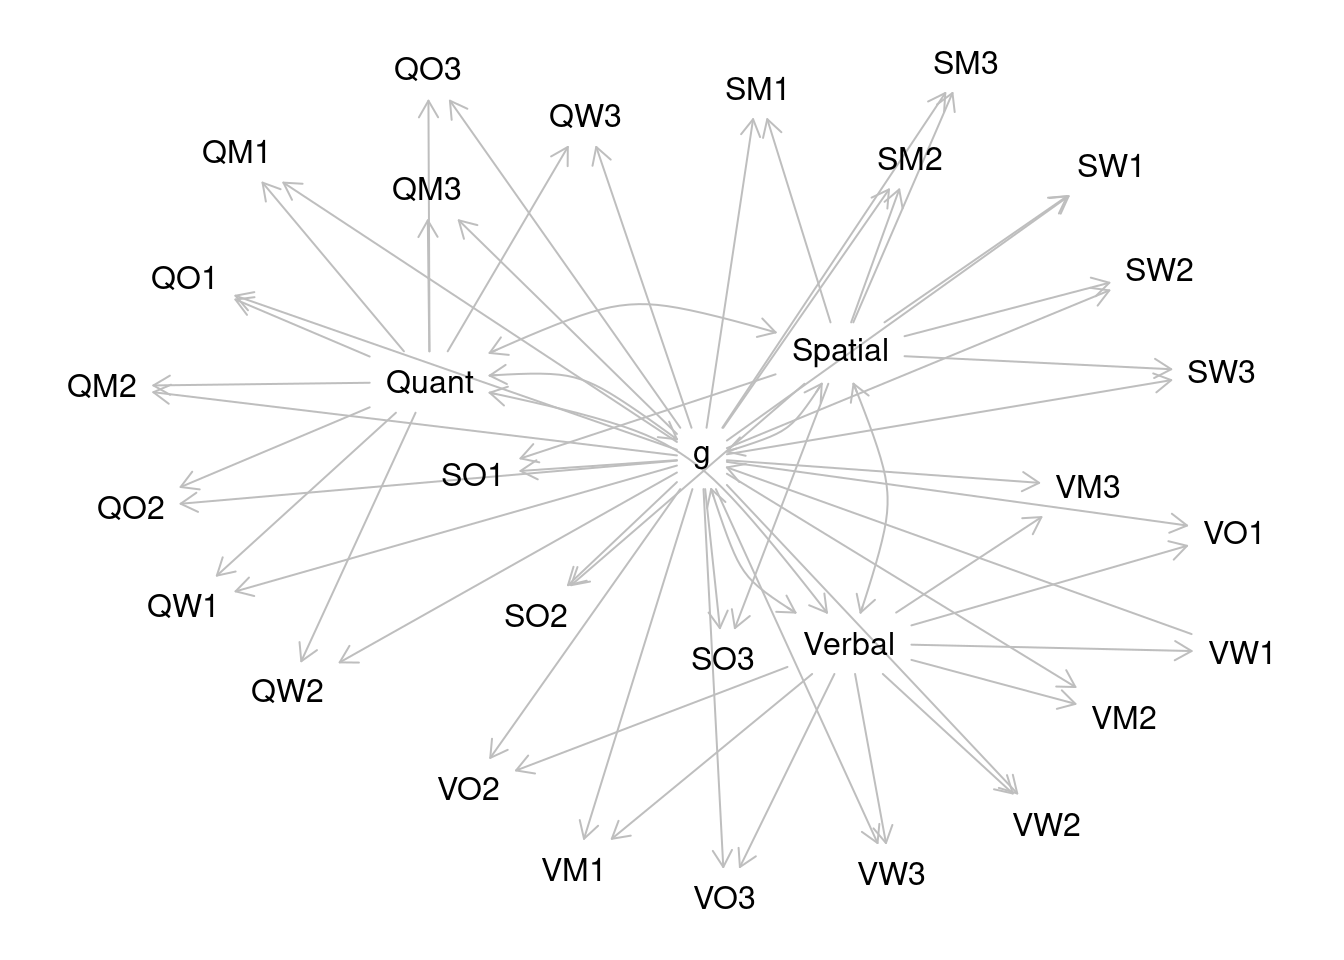 SM3
QO3
SM1
QW3
QM1
SM2
SW1
QM3
SW2
QO1
Spatial
SW3
Quant
QM2
g
SO1
VM3
QO2
VO1
QW1
SO2
Verbal
VW1
SO3
QW2
VM2
VO2
VW2
VM1
VW3
VO3